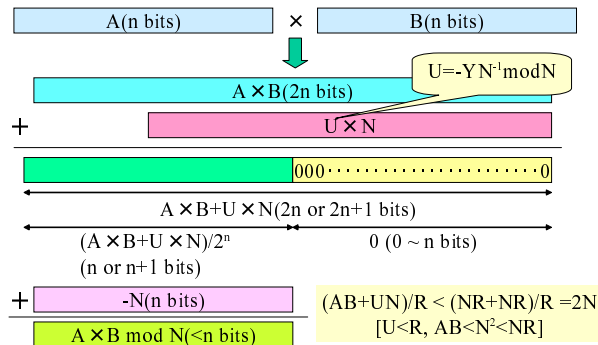 A(n bits) × B(n bits)
U=-YN⁻¹modN
A×B(2n bits)
+ U×N
000·······················0
A×B+U×N(2n or 2n+1 bits)
(A×B+U×N)/2ⁿ
(n or n+1 bits)
0 (0 ~ n bits)
+ -N(n bits)
A×B mod N(<n bits)
(AB+UN)/R < (NR+NR)/R =2N
[U<R, AB<N²<NR]